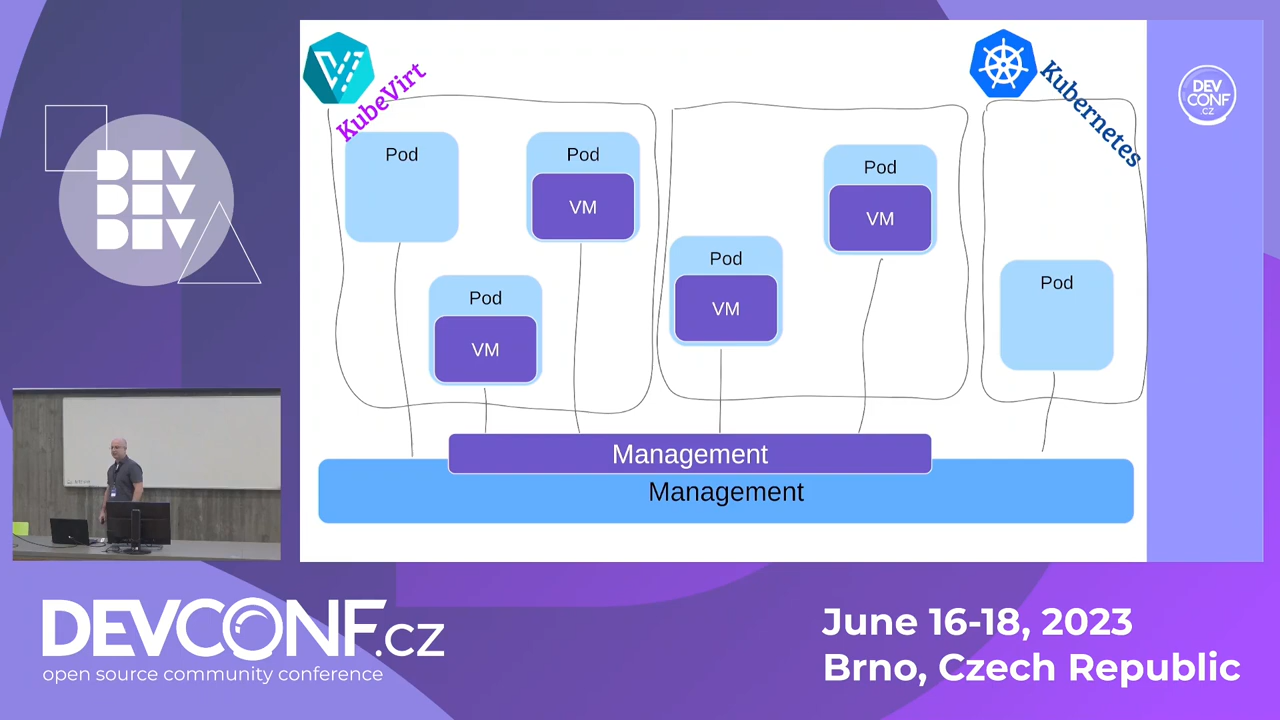 DEV
DEV
DEV
KubeVirt
Kubernetes
DEV
CONF
.CZ
Pod
Pod
VM
Pod
VM
Pod
VM
Pod
VM
Pod
Management
Management
DEVCONF.cz
open source community conference
June 16-18, 2023
Brno, Czech Republic